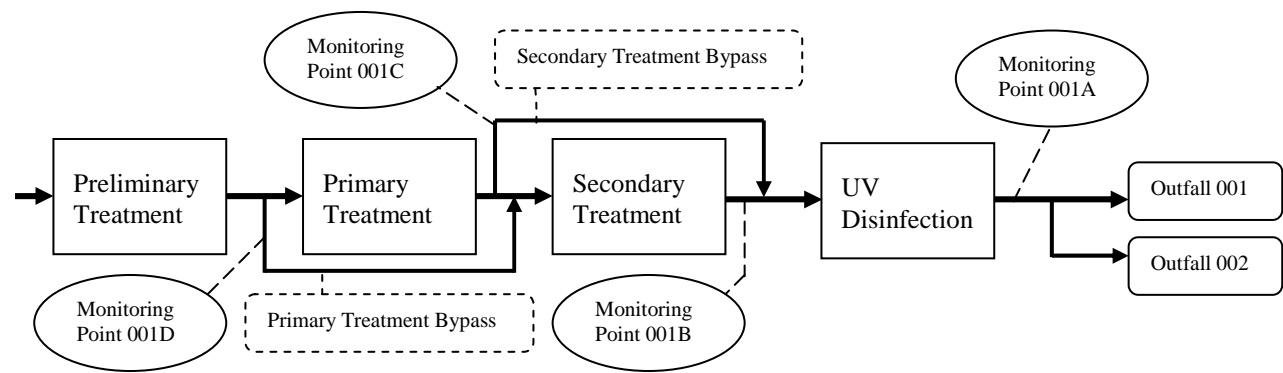 Monitoring
Point 001C
Secondary Treatment Bypass
Monitoring
Point 001A
Preliminary
Treatment
Primary
Treatment
Secondary
Treatment
UV
Disinfection
Outfall 001
Outfall 002
Monitoring
Point 001D
Primary Treatment Bypass
Monitoring
Point 001B